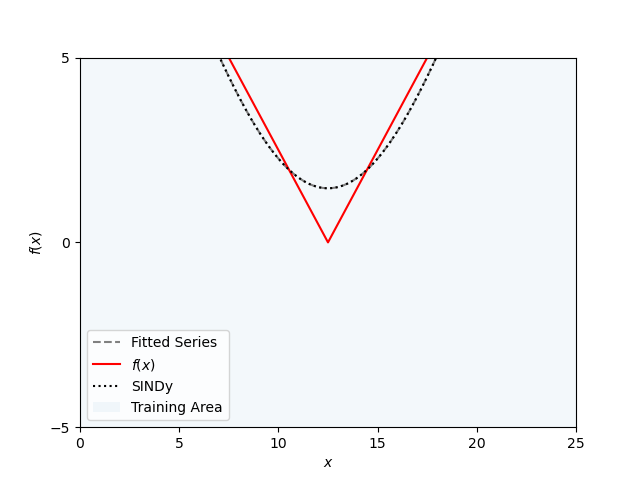 5
0
−5
f(x)
Fitted Series
f(x)
SINDy
Training Area
0 5 10 15 20 25
x